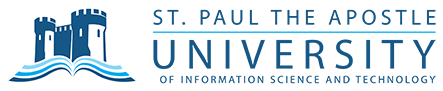 ST. PAUL THE APOSTLE
UNIVERSITY
OF INFORMATION SCIENCE AND TECHNOLOGY